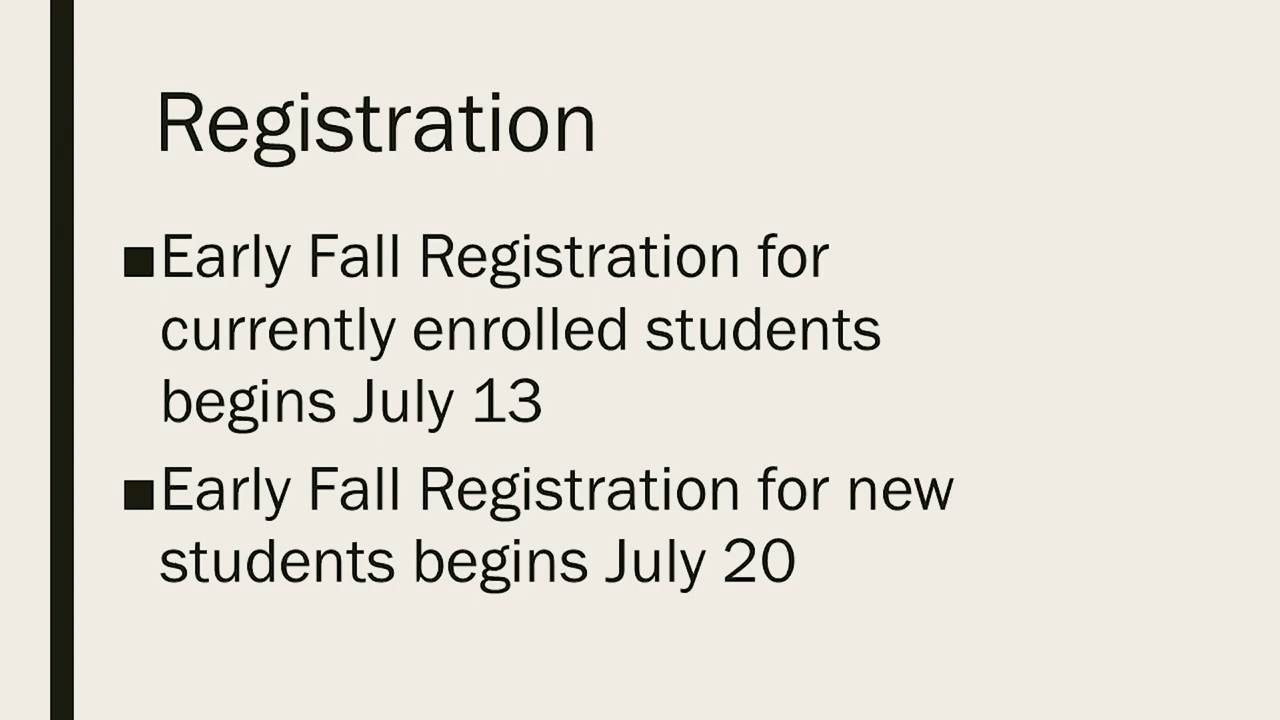 Registration
■Early Fall Registration for
currently enrolled students
begins July 13
■Early Fall Registration for new
students begins July 20